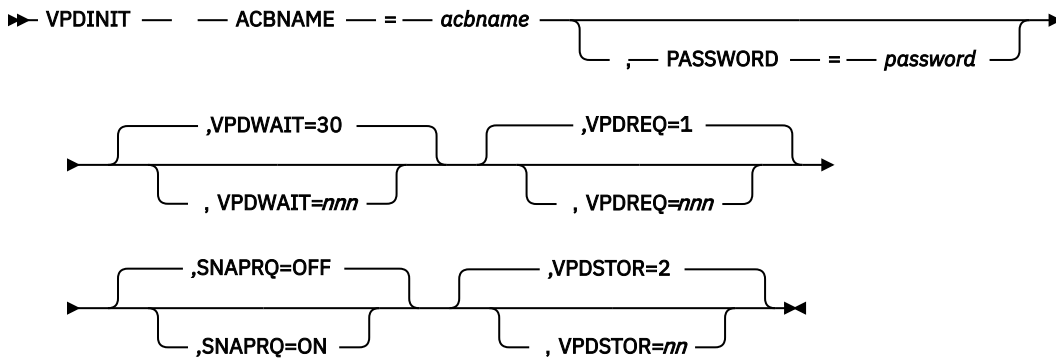 VPDINIT ACBNAME = acbname
, PASSWORD = password
,VPDWAIT=30 ,VPDREQ=1
, VPDWAIT=nnn , VPDREQ=nnn
,SNAPRQ=OFF ,VPDSTOR=2
,SNAPRQ=ON , VPDSTOR=nn